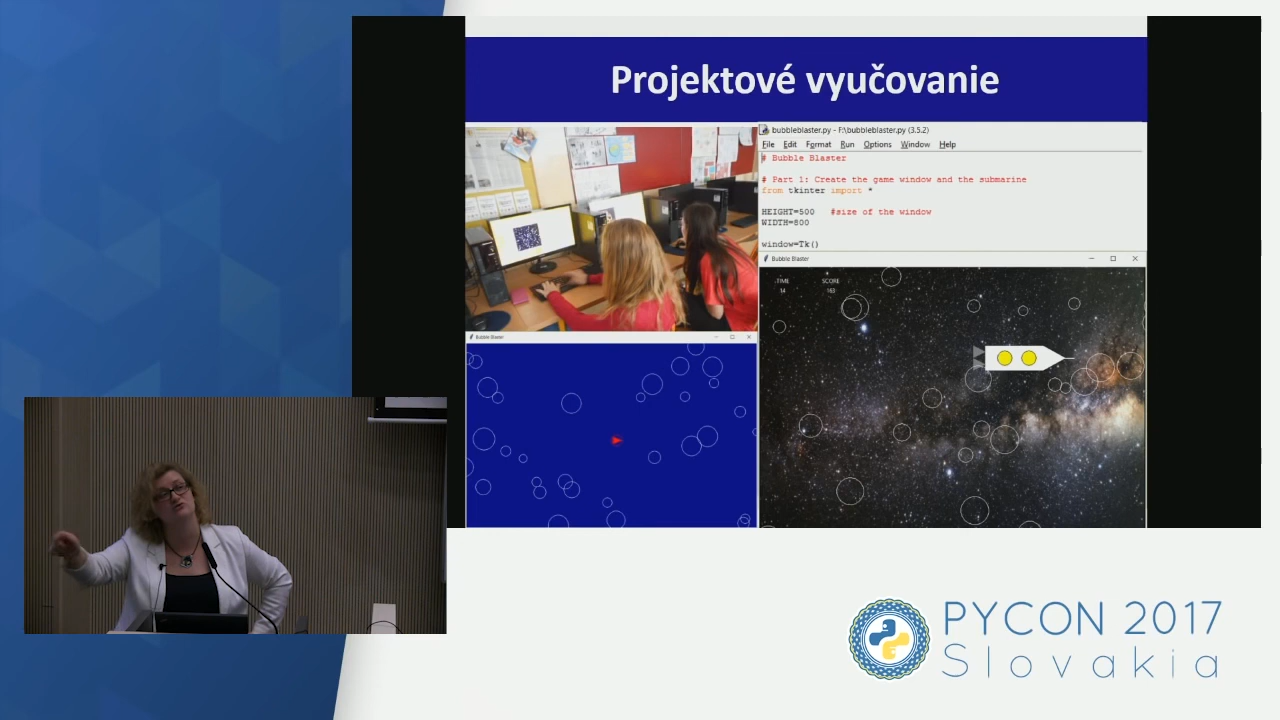 Projektové vyučovanie
bubbleblaster.py - F:\bubbleblaster.py (3.5.2)
File Edit Format Run Options Window Help
# Bubble Blaster
# Part 1: Create the game window and the submarine
from tkinter import *
HEIGHT=500 #size of the window
WIDTH=800
window=Tk()
Bubble Blaster
TIME SCORE
14 163
Bubble Blaster
PYCON 2017
Slovakia